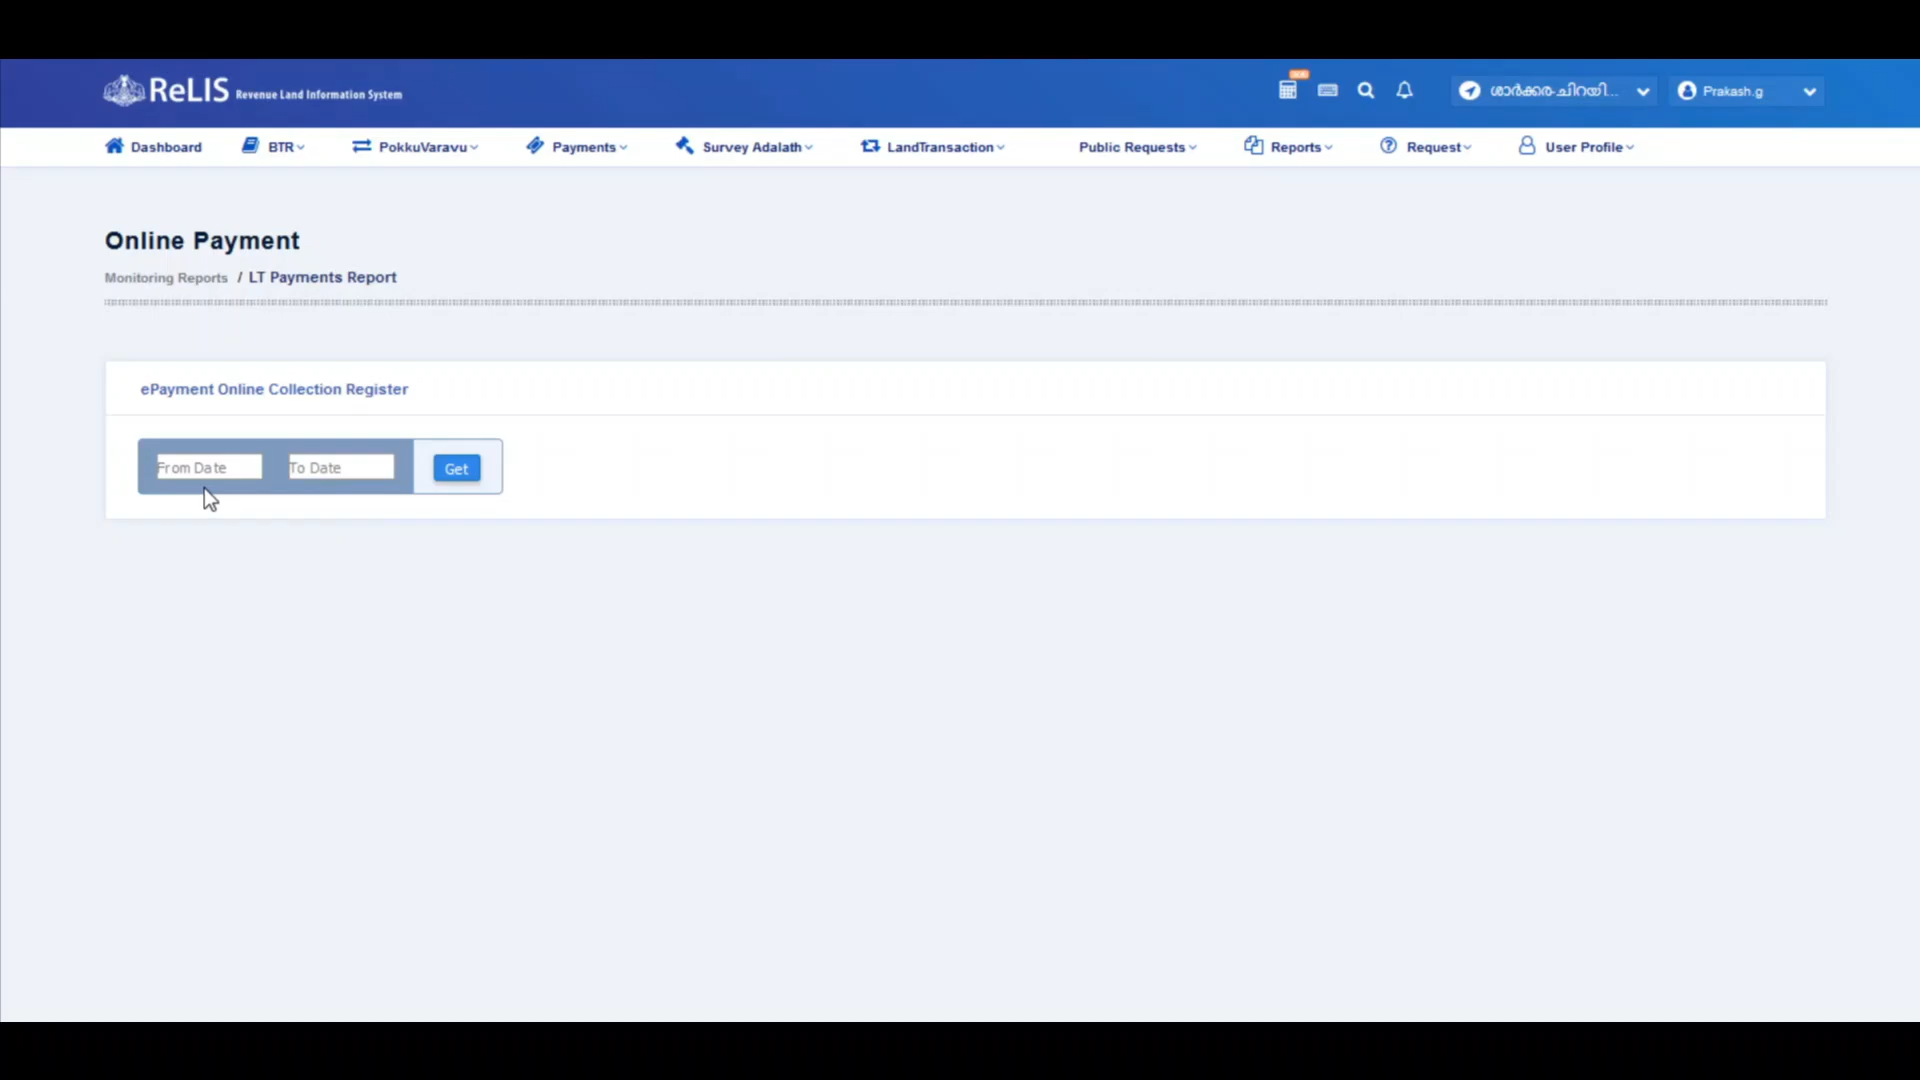 ReLIS Revenue Land Information System
ശാർക്കര-ചിറയി... Prakash.g
Dashboard BTR PokkuVaravu Payments Survey Adalath LandTransaction Public Requests Reports Request User Profile
Online Payment
Monitoring Reports / LT Payments Report
ePayment Online Collection Register
From Date To Date Get